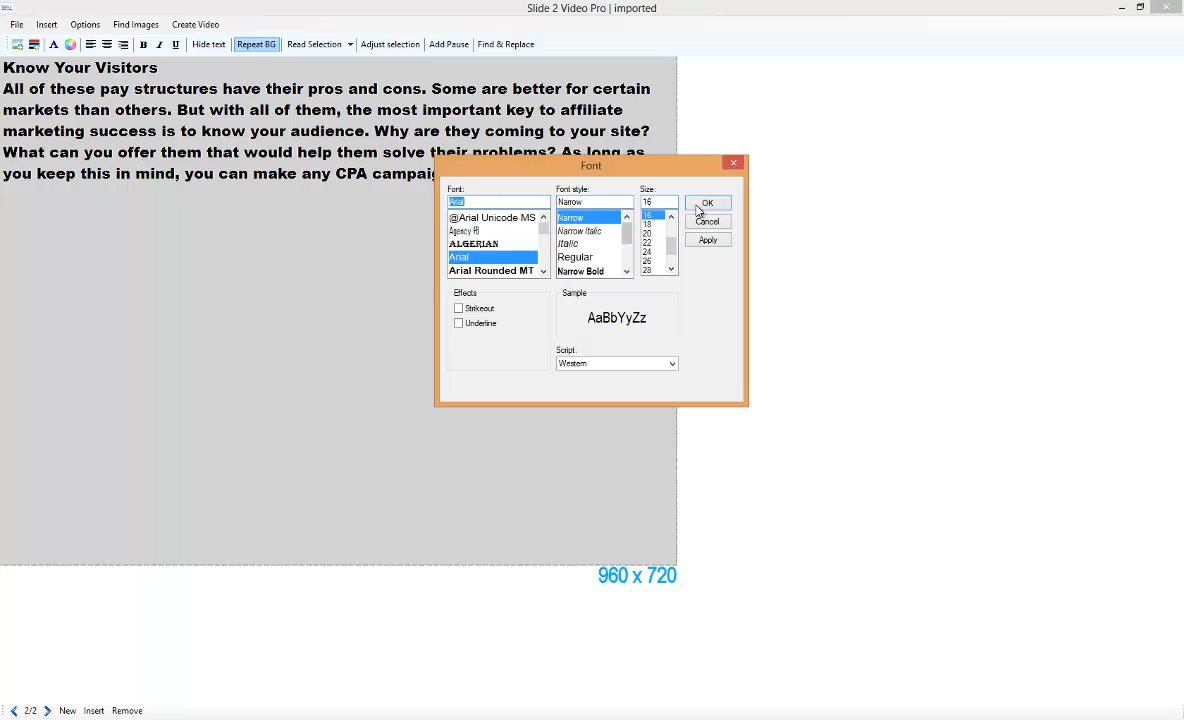 Slide 2 Video Pro | imported
File Insert Options Find Images Create Video
A B I U Hide text Repeat BG Read Selection Adjust selection Add Pause Find & Replace
Know Your Visitors
All of these pay structures have their pros and cons. Some are better for certain
markets than others. But with all of them, the most important key to affiliate
marketing success is to know your audience. Why are they coming to your site?
What can you offer them that would help them solve their problems? As long as
you keep this in mind, you can make any CPA
Font
Font: Font style: Size:
Arial Narrow 16 OK
@Arial Unicode MS Narrow 16
Agency FB Narrow Italic 18 Cancel
ALGERIAN Italic 20
Arial Regular 22 Apply
Arial Rounded MT Narrow Bold 24
26
28
Effects Sample
Strikeout
Underline
AaBbYyZz
Script:
Western
960 x 720
2/2 New Insert Remove